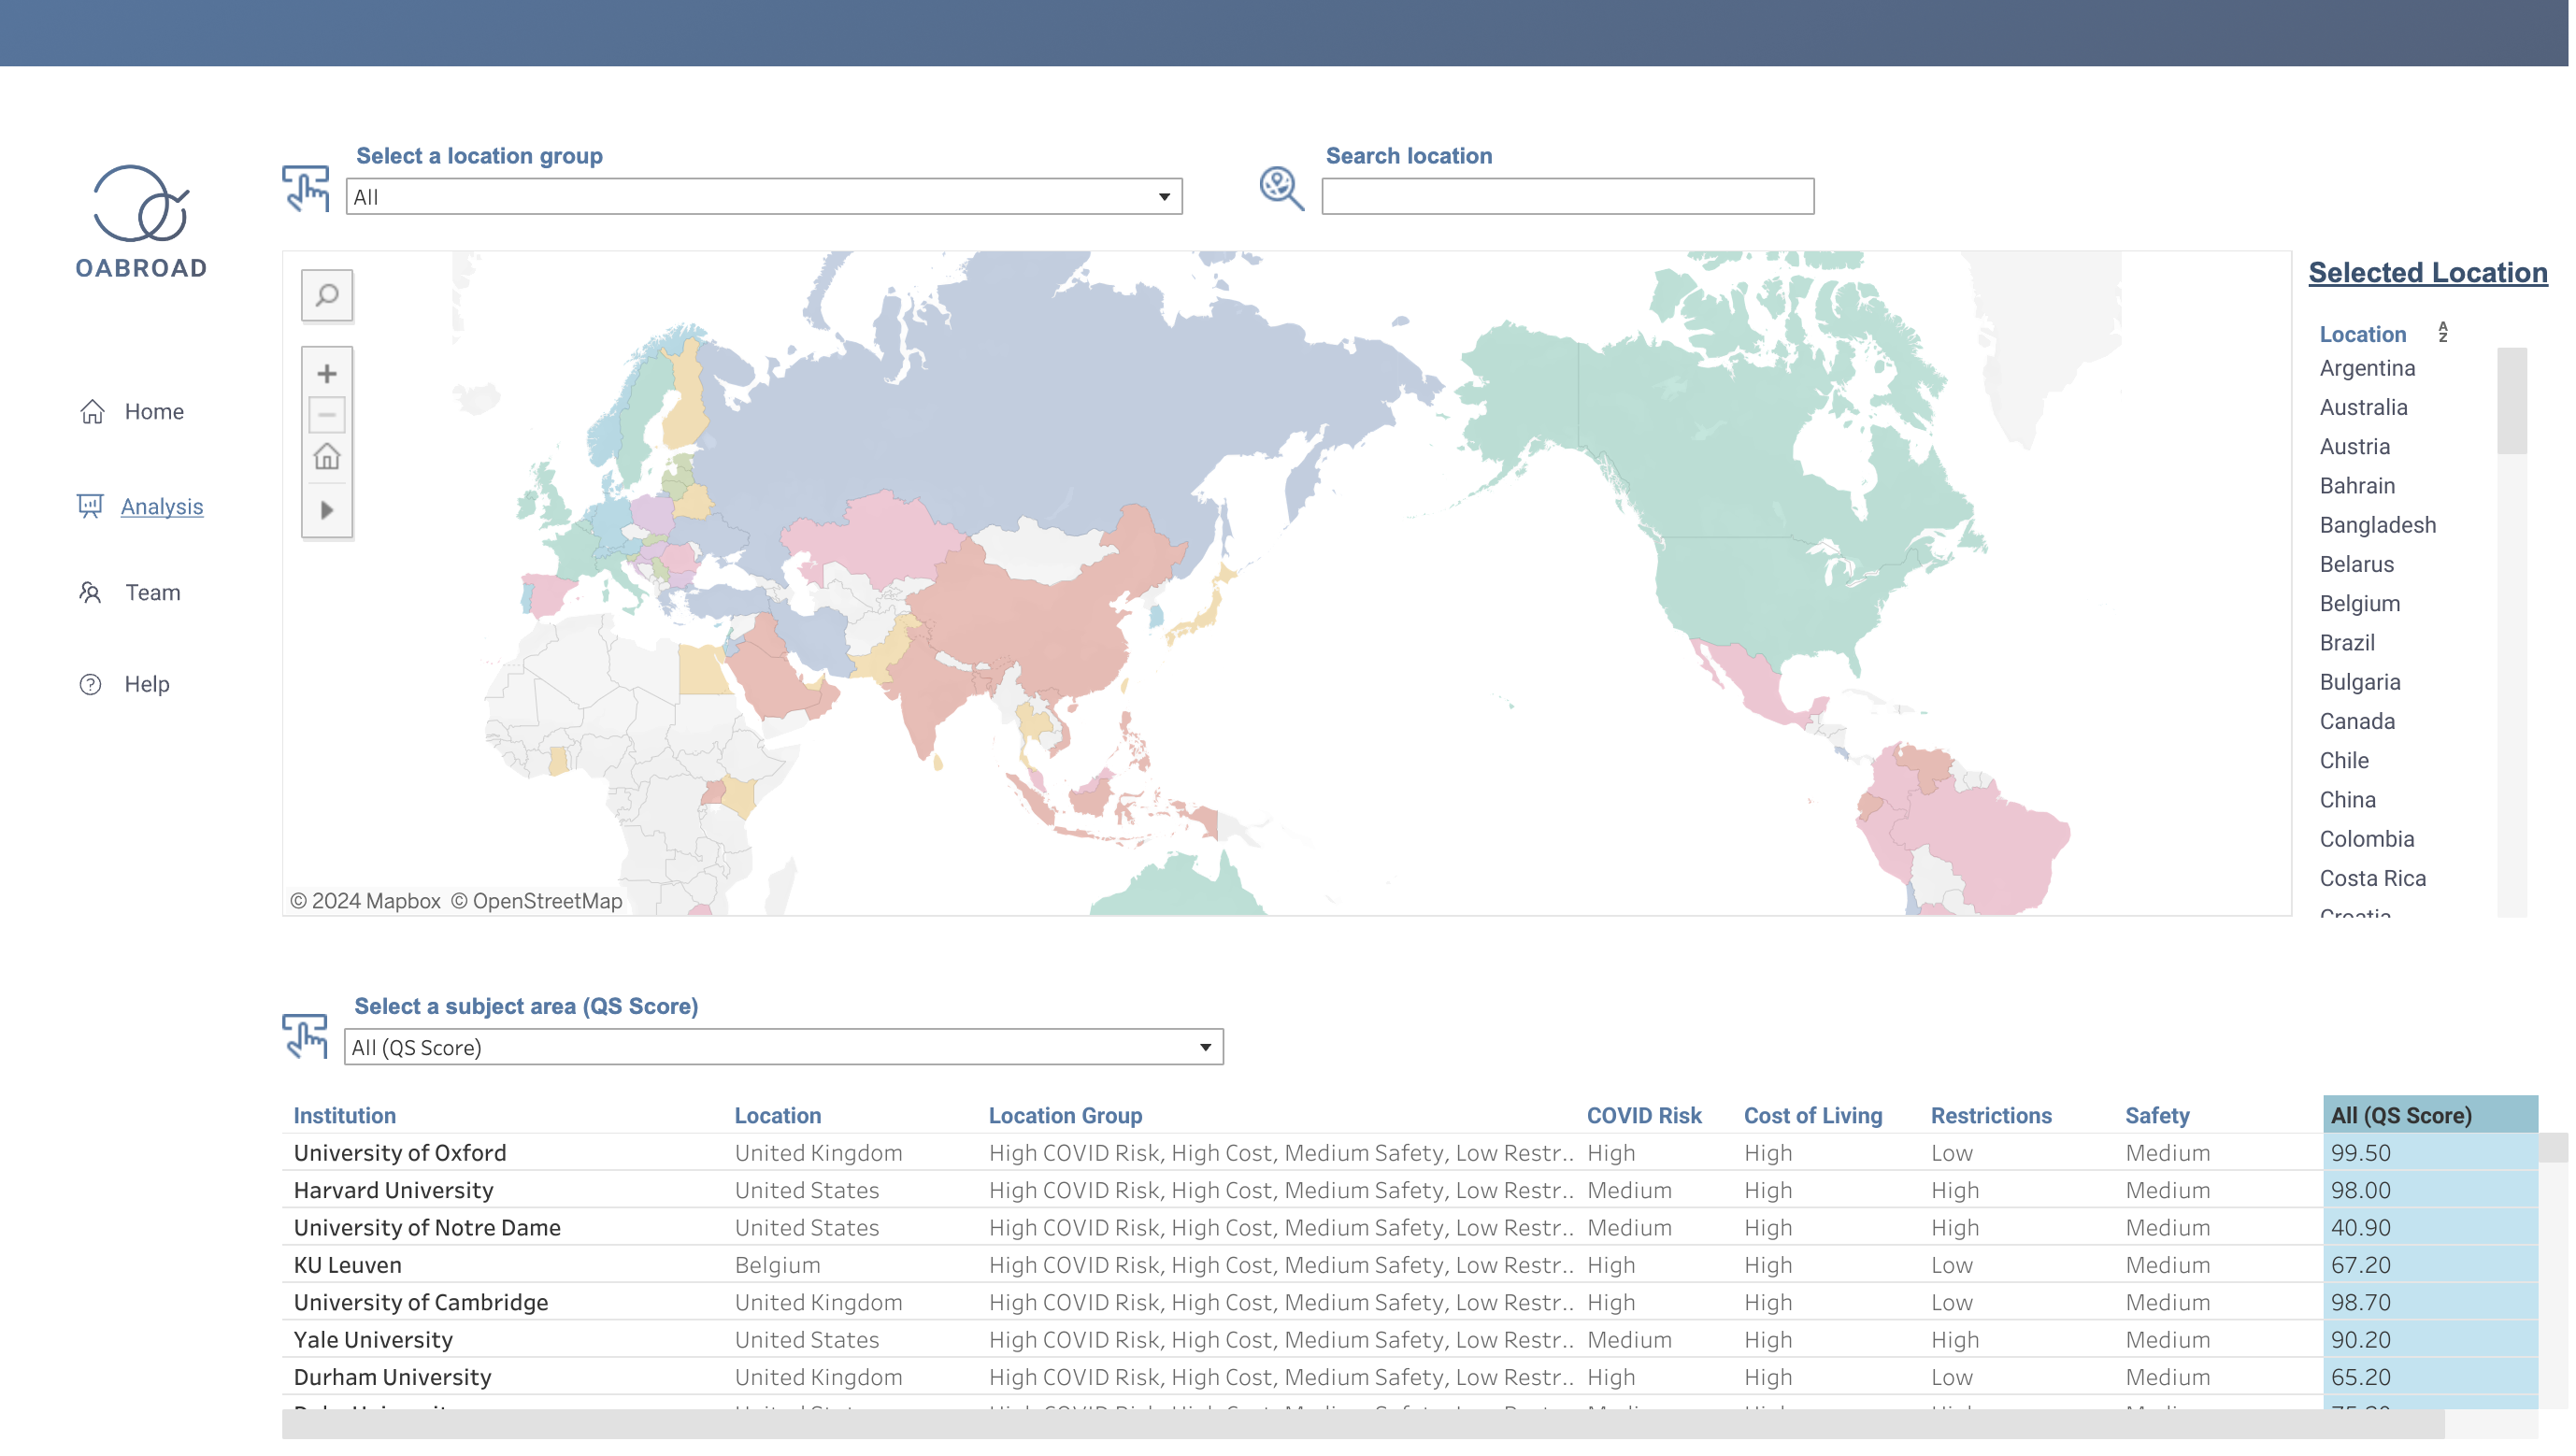 OABROAD
Home
Analysis
Team
Help
Select a location group
All
Search location
© 2024 Mapbox © OpenStreetMap
Selected Location
Location
Argentina
Australia
Austria
Bahrain
Bangladesh
Belarus
Belgium
Brazil
Bulgaria
Canada
Chile
China
Colombia
Costa Rica
Croatia
Select a subject area (QS Score)
All (QS Score)
Institution Location Location Group COVID Risk Cost of Living Restrictions Safety All (QS Score)
University of Oxford United Kingdom High COVID Risk, High Cost, Medium Safety, Low Restr.. High High Low Medium 99.50
Harvard University United States High COVID Risk, High Cost, Medium Safety, Low Restr.. Medium High High Medium 98.00
University of Notre Dame United States High COVID Risk, High Cost, Medium Safety, Low Restr.. Medium High High Medium 40.90
KU Leuven Belgium High COVID Risk, High Cost, Medium Safety, Low Restr.. High High Low Medium 67.20
University of Cambridge United Kingdom High COVID Risk, High Cost, Medium Safety, Low Restr.. High High Low Medium 98.70
Yale University United States High COVID Risk, High Cost, Medium Safety, Low Restr.. Medium High High Medium 90.20
Durham University United Kingdom High COVID Risk, High Cost, Medium Safety, Low Restr.. High High Low Medium 65.20